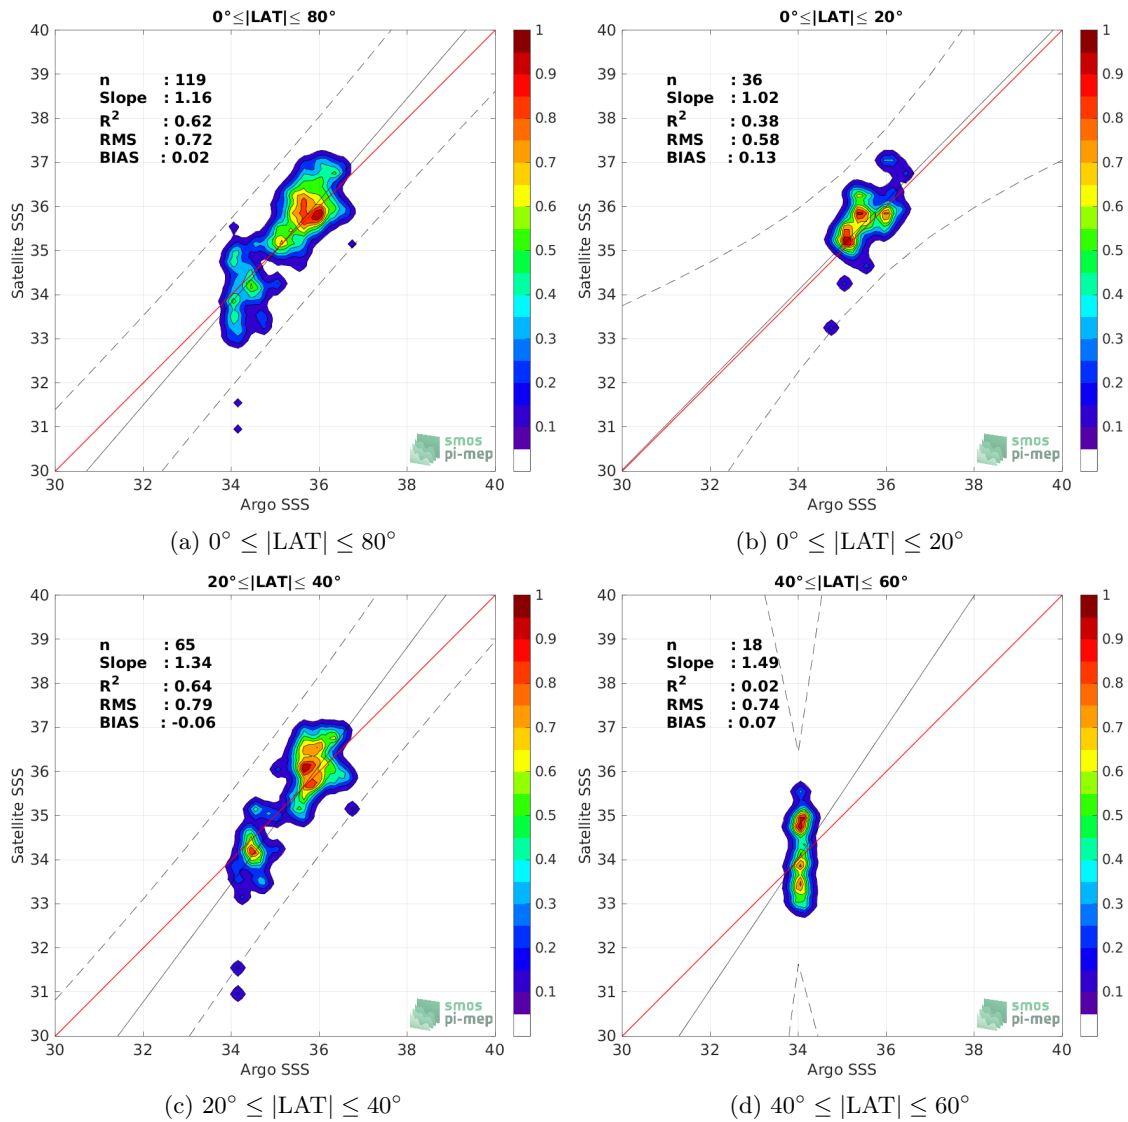 0°≤|LAT|≤ 80°
n : 119
Slope : 1.16
R² : 0.62
RMS : 0.72
BIAS : 0.02
40
39
38
37
36
35
34
33
32
31
30
Satellite SSS
30 32 34 36 38 40
Argo SSS
1
0.9
0.8
0.7
0.6
0.5
0.4
0.3
0.2
0.1
smos
pi-mep
(a) 0° ≤ |LAT| ≤ 80°
0°≤|LAT|≤ 20°
n : 36
Slope : 1.02
R² : 0.38
RMS : 0.58
BIAS : 0.13
40
39
38
37
36
35
34
33
32
31
30
Satellite SSS
30 32 34 36 38 40
Argo SSS
1
0.9
0.8
0.7
0.6
0.5
0.4
0.3
0.2
0.1
smos
pi-mep
(b) 0° ≤ |LAT| ≤ 20°
20°≤|LAT|≤ 40°
n : 65
Slope : 1.34
R² : 0.64
RMS : 0.79
BIAS : -0.06
40
39
38
37
36
35
34
33
32
31
30
Satellite SSS
30 32 34 36 38 40
Argo SSS
1
0.9
0.8
0.7
0.6
0.5
0.4
0.3
0.2
0.1
smos
pi-mep
(c) 20° ≤ |LAT| ≤ 40°
40°≤|LAT|≤ 60°
n : 18
Slope : 1.49
R² : 0.02
RMS : 0.74
BIAS : 0.07
40
39
38
37
36
35
34
33
32
31
30
Satellite SSS
30 32 34 36 38 40
Argo SSS
1
0.9
0.8
0.7
0.6
0.5
0.4
0.3
0.2
0.1
smos
pi-mep
(d) 40° ≤ |LAT| ≤ 60°